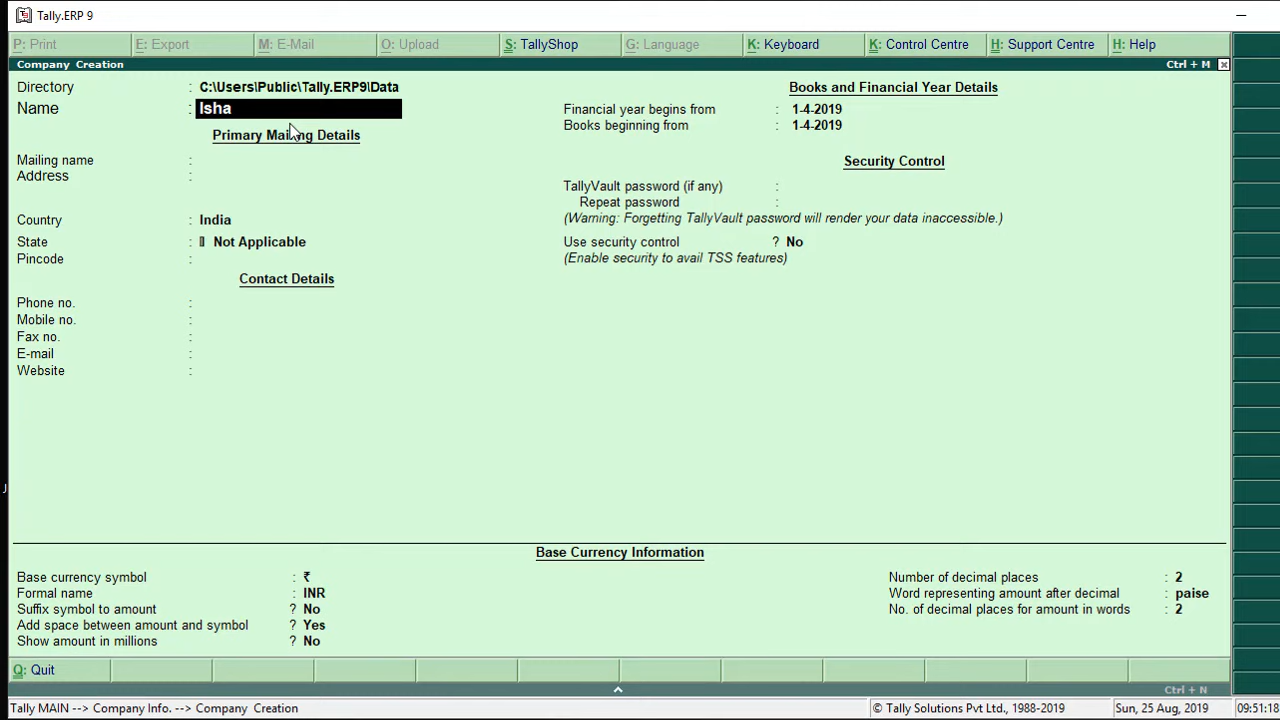 Tally.ERP 9
P: Print E: Export M: E-Mail O: Upload S: TallyShop G: Language K: Keyboard K: Control Centre H: Support Centre H: Help
Company Creation Ctrl + M
Directory : C:\Users\Public\Tally.ERP9\Data
Name : Isha
Primary Mailing Details
Mailing name :
Address :
Country : India
State : Not Applicable
Pincode :
Contact Details
Phone no. :
Mobile no. :
Fax no. :
E-mail :
Website :
Books and Financial Year Details
Financial year begins from : 1-4-2019
Books beginning from : 1-4-2019
Security Control
TallyVault password (if any) :
Repeat password :
(Warning: Forgetting TallyVault password will render your data inaccessible.)
Use security control ? No
(Enable security to avail TSS features)
Base Currency Information
Base currency symbol : ₹
Formal name : INR
Suffix symbol to amount ? No
Add space between amount and symbol ? Yes
Show amount in millions ? No
Number of decimal places : 2
Word representing amount after decimal : paise
No. of decimal places for amount in words : 2
Q: Quit
Ctrl + N
Tally MAIN --> Company Info. --> Company Creation © Tally Solutions Pvt Ltd., 1988-2019 Sun, 25 Aug, 2019 09:51:18